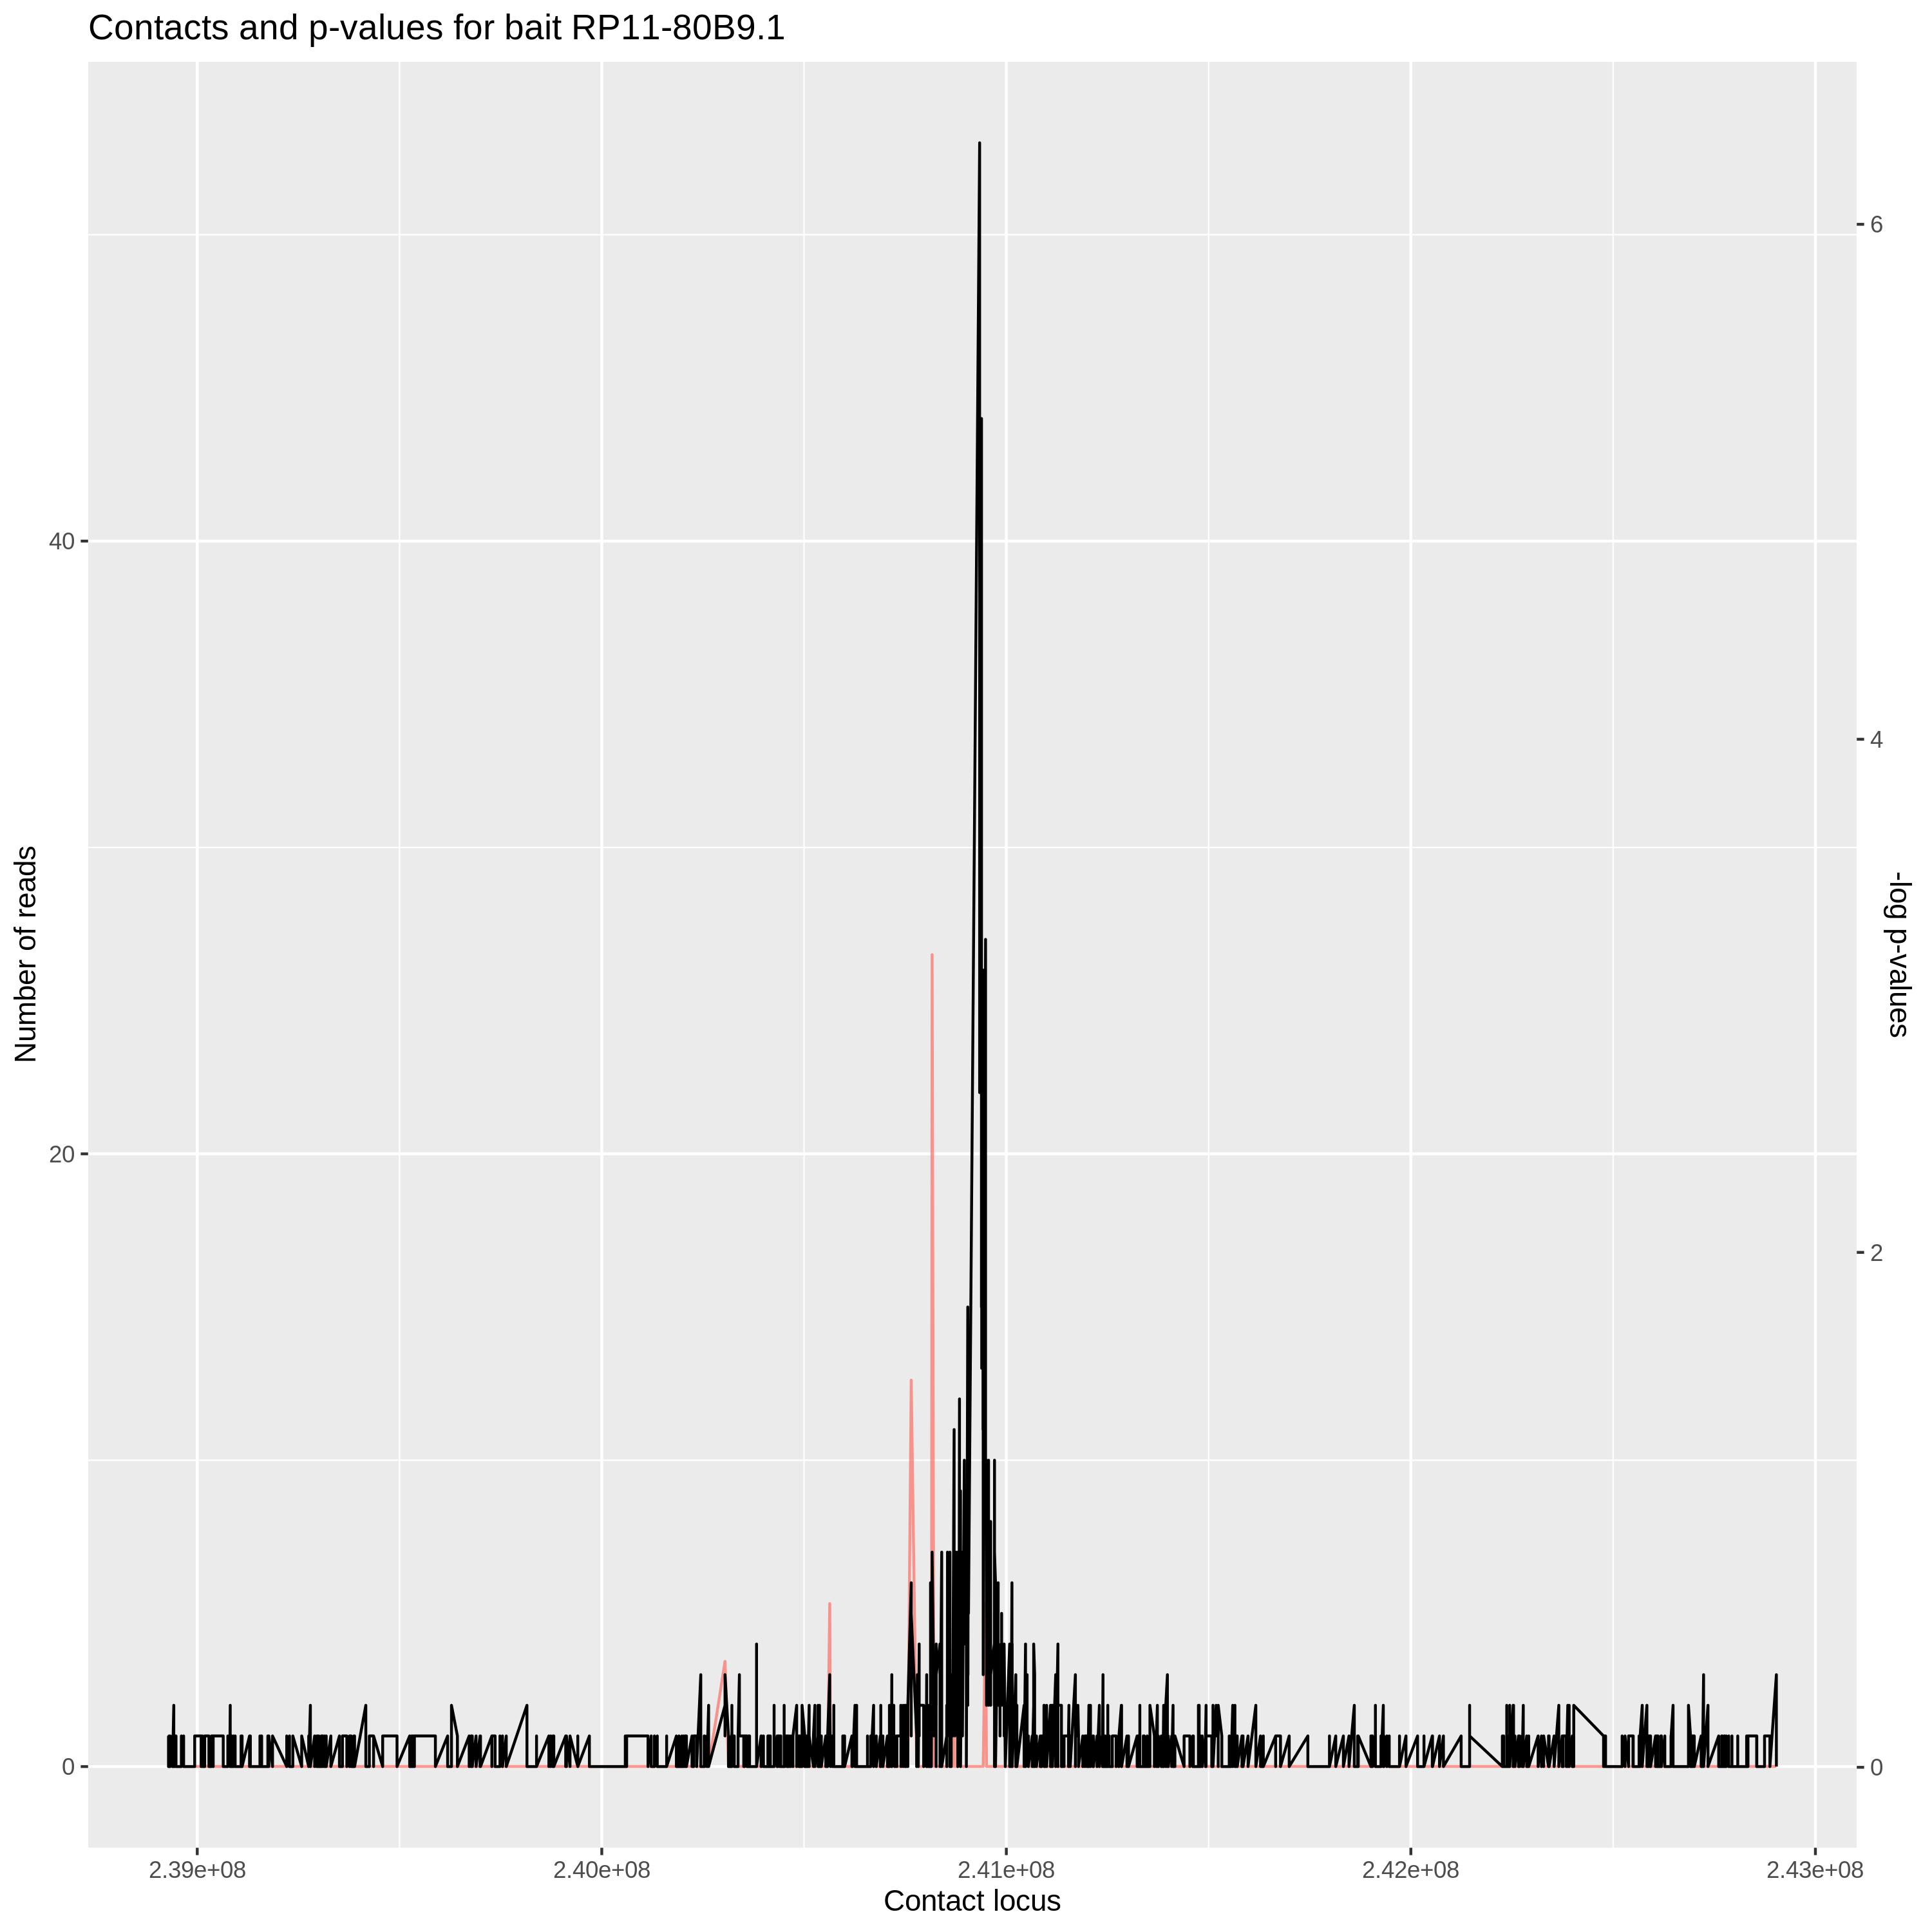 Contacts and p-values for bait RP11-80B9.1
Number of reads
40
20
0
6
4
2
0
-log p-values
2.39e+08 2.40e+08 2.41e+08 2.42e+08 2.43e+08
Contact locus